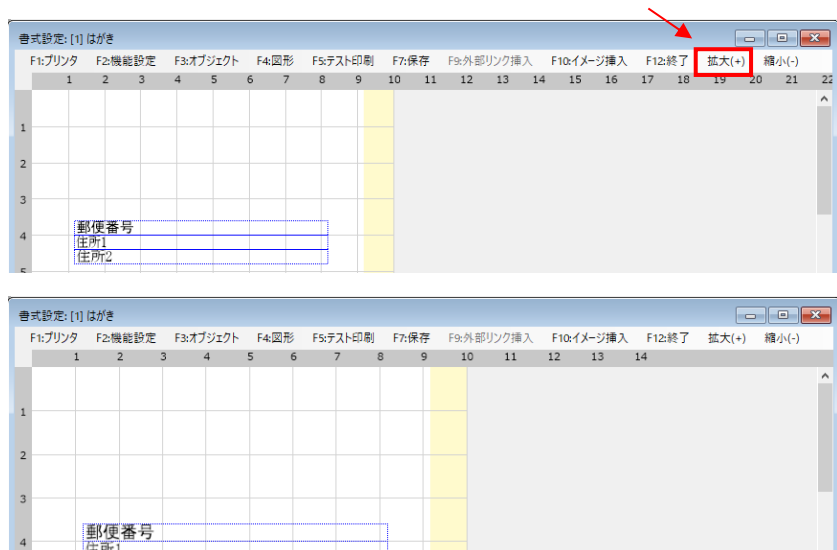 書式設定: [1] はがき
F1:プリンタ F2:機能設定 F3:オブジェクト F4:図形 F5:テスト印刷 F7:保存 F9:外部リンク挿入 F10:イメージ挿入 F12:終了 拡大(+) 縮小(-)
1 2 3 4 5 6 7 8 9 10 11 12 13 14 15 16 17 18 19 20 21 22
1
2
3
郵便番号
4
住所1
住所2
5
書式設定: [1] はがき
F1:プリンタ F2:機能設定 F3:オブジェクト F4:図形 F5:テスト印刷 F7:保存 F9:外部リンク挿入 F10:イメージ挿入 F12:終了 拡大(+) 縮小(-)
1 2 3 4 5 6 7 8 9 10 11 12 13 14
1
2
3
郵便番号
4
住所1